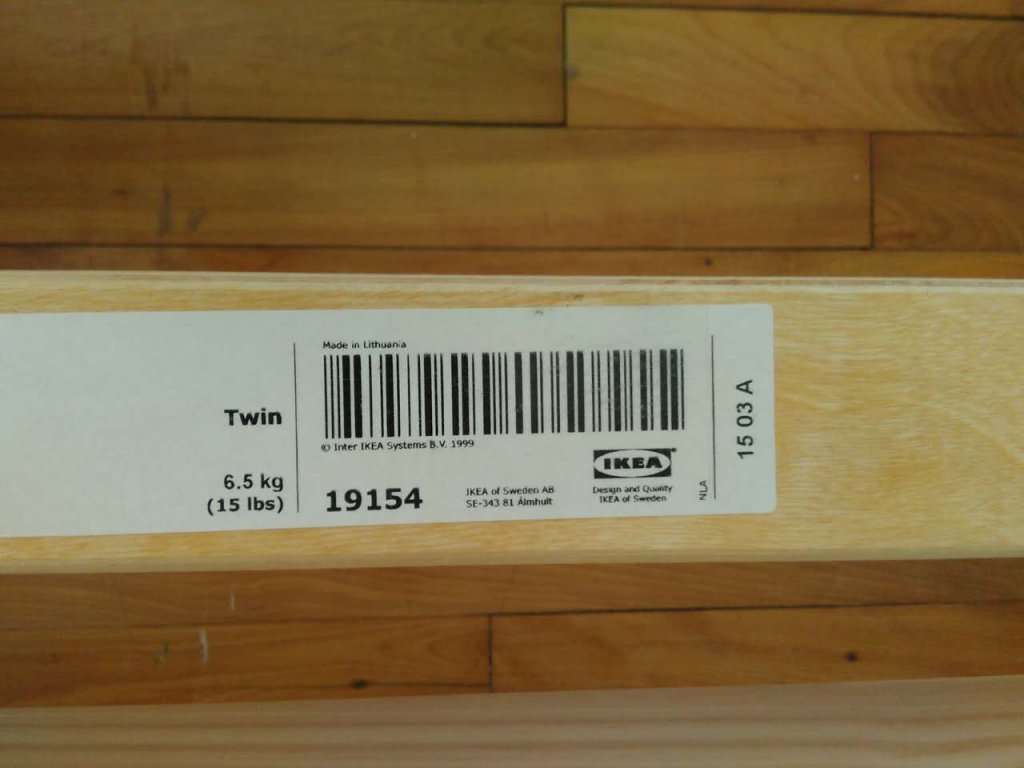 Twin
6.5 kg
(15 lbs)
Made in Lithuania
© Inter IKEA Systems B.V. 1999
19154
IKEA of Sweden AB
SE-343 81 Älmhult
IKEA
Design and Quality
IKEA of Sweden
NLA
15 03 A